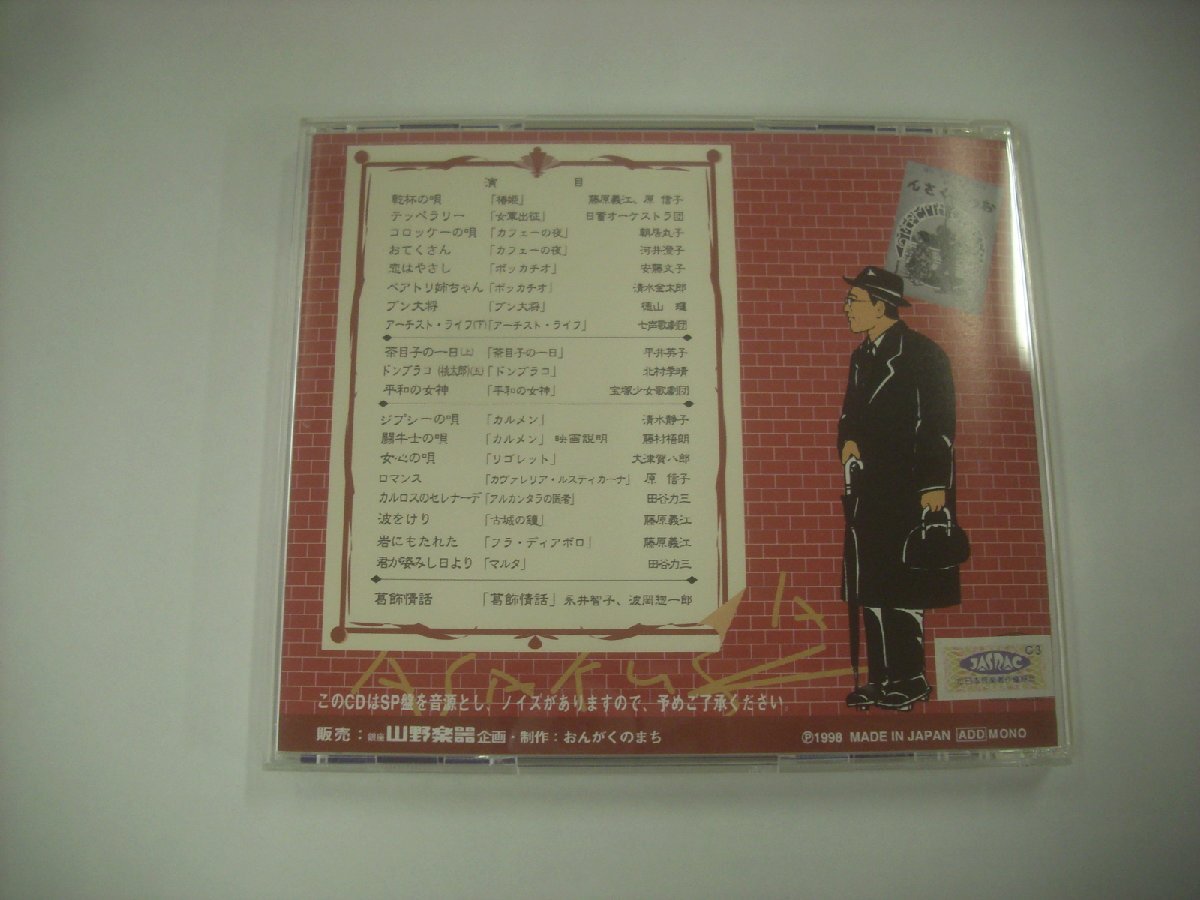 演目
乾杯の唄 「椿姫」 藤原義江、原 信子
テッペラリー 「女軍出征」 日蓄オーケストラ団
コロッケーの唄 「カフェーの夜」 朝居丸子
おてくさん 「カフェーの夜」 河井澄子
恋はやさし 「ボッカチオ」 安藤文子
ベアトリ姉ちゃん 「ボッカチオ」 清水金太郎
ブン大将 「ブン大将」 徳山 璉
アーチスト・ライフ(下) 「アーチスト・ライフ」 七声歌劇団
茶目子の一日(上) 「茶目子の一日」 平井英子
ドンブラコ (桃太郎)(五) 「ドンブラコ」 北村季晴
平和の女神 「平和の女神」 宝塚少女歌劇団
ジプシーの唄 「カルメン」 清水静子
闘牛士の唄 「カルメン」 映画説明 藤村梧朗
女心の唄 「リゴレット」 大津賀八郎
ロマンス 「カヴァレリア・ルスティカーナ」 原 信子
カルロスのセレナーデ 「アルカンタラの医者」 田谷力三
波をけり 「古城の鐘」 藤原義江
岩にもたれた 「フラ・ディアボロ」 藤原義江
君が姿みし日より 「マルタ」 田谷力三
葛飾情話 「葛飾情話」 永井智子、波岡惣一郎
ASAKUSA
JASRAC
C3
このCDはSP盤を音源とし、ノイズがありますので、予めご了承ください。
販売：銀座 山野楽器 企画・制作：おんがくのまち
Ⓟ1998 MADE IN JAPAN ADD MONO